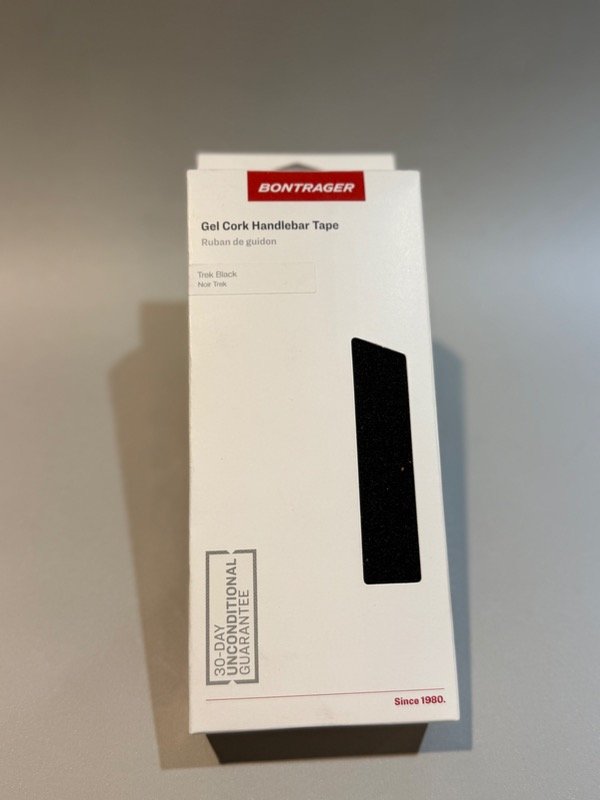 BONTRAGER
Gel Cork Handlebar Tape
Ruban de guidon
Trek Black
Noir Trek
30-DAY
UNCONDITIONAL
GUARANTEE
Since 1980.